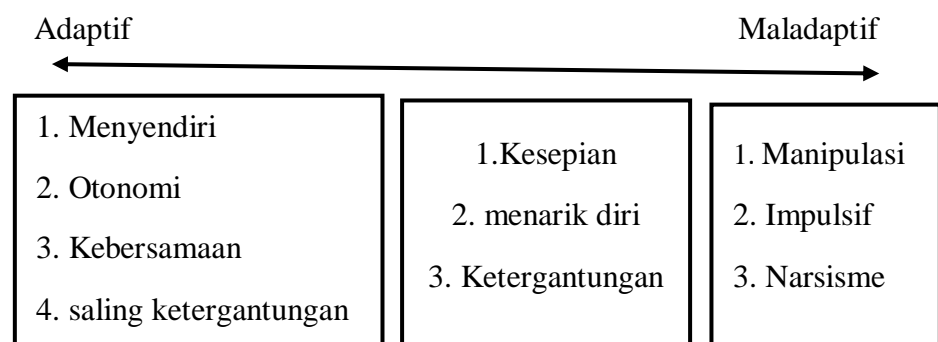 Adaptif
Maladaptif
1. Menyendiri
2. Otonomi
3. Kebersamaan
4. saling ketergantungan
1.Kesepian
2. menarik diri
3. Ketergantungan
1. Manipulasi
2. Impulsif
3. Narsisme